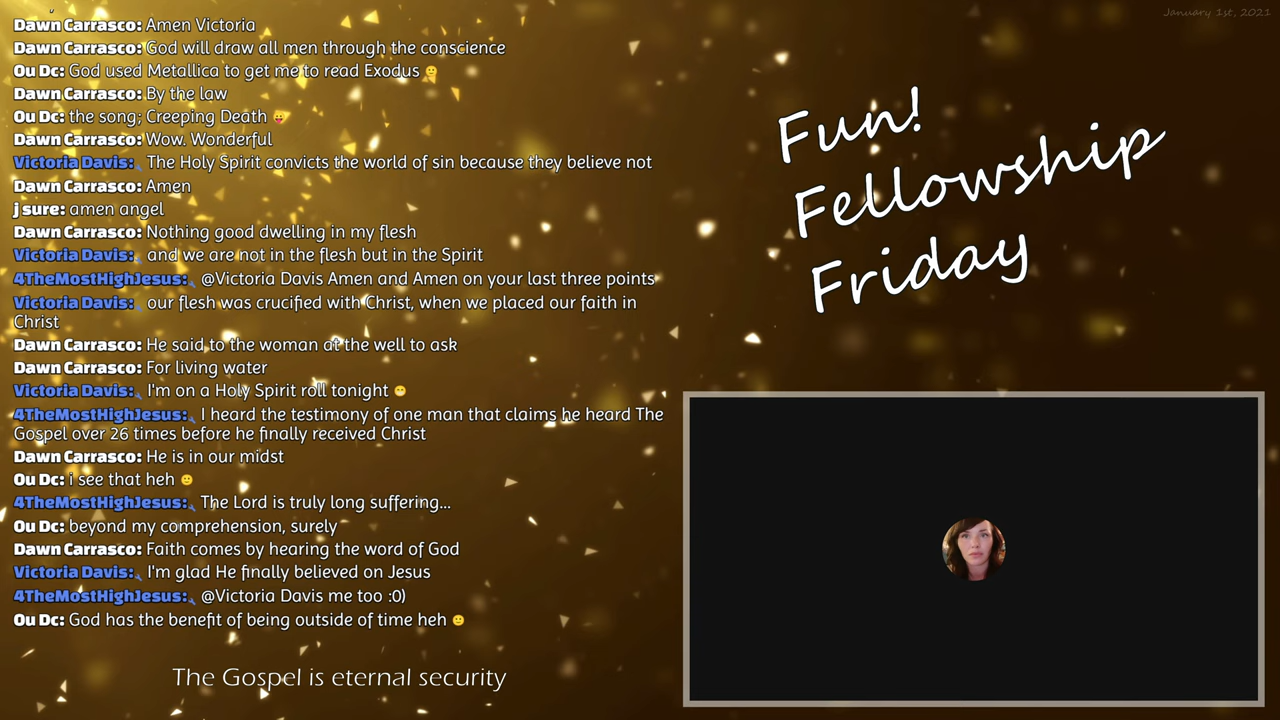 Dawn Carrasco: Amen Victoria
Dawn Carrasco: God will draw all men through the conscience
Ou Dc: God used Metallica to get me to read Exodus 🙂
Dawn Carrasco: By the law
Ou Dc: the song; Creeping Death 😛
Dawn Carrasco: Wow. Wonderful
Victoria Davis: The Holy Spirit convicts the world of sin because they believe not
Dawn Carrasco: Amen
j sure: amen angel
Dawn Carrasco: Nothing good dwelling in my flesh
Victoria Davis: and we are not in the flesh but in the Spirit
4TheMostHighJesus: @Victoria Davis Amen and Amen on your last three points
Victoria Davis: our flesh was crucified with Christ, when we placed our faith in
Christ
Dawn Carrasco: He said to the woman at the well to ask
Dawn Carrasco: For living water
Victoria Davis: I'm on a Holy Spirit roll tonight 😁
4TheMostHighJesus: I heard the testimony of one man that claims he heard The
Gospel over 26 times before he finally received Christ
Dawn Carrasco: He is in our midst
Ou Dc: i see that heh 🙂
4TheMostHighJesus: The Lord is truly long suffering...
Ou Dc: beyond my comprehension, surely
Dawn Carrasco: Faith comes by hearing the word of God
Victoria Davis: I'm glad He finally believed on Jesus
4TheMostHighJesus: @Victoria Davis me too :0)
Ou Dc: God has the benefit of being outside of time heh 🙂
The Gospel is eternal security
January 1st, 2021
Fun!
Fellowship
Friday